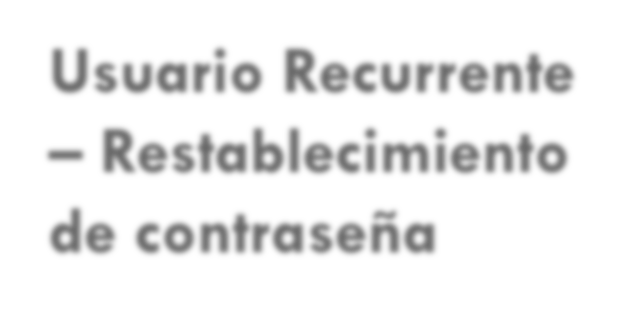 Usuario Recurrente
– Restablecimiento
de contraseña